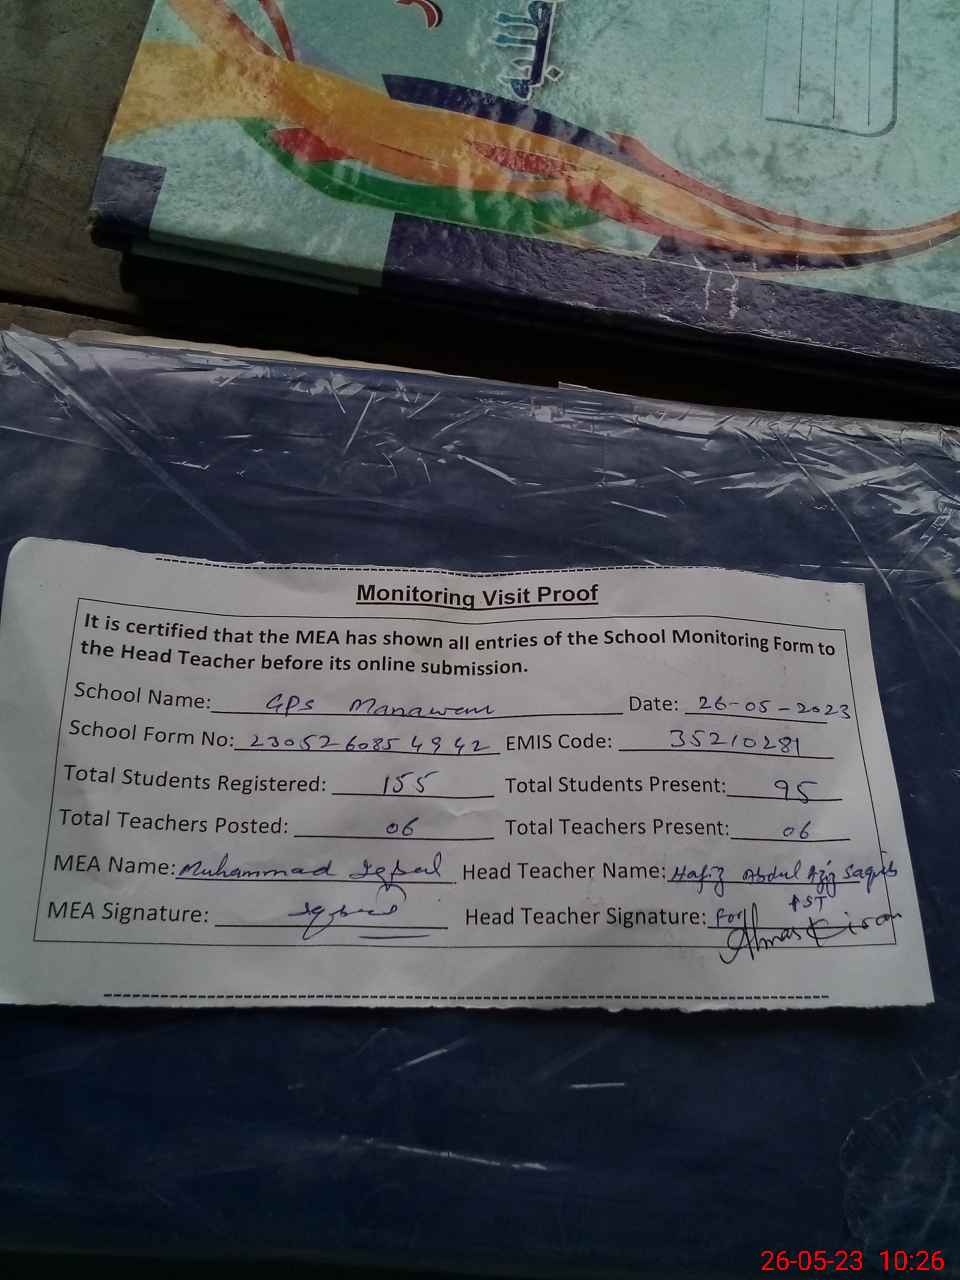 طالبہ
Monitoring Visit Proof
It is certified that the MEA has shown all entries of the School Monitoring Form to
the Head Teacher before its online submission.
School Name: GPS Manawan Date: 26-05-2023
School Form No: 230526085 4942 EMIS Code: 35210281
Total Students Registered: 155 Total Students Present: 95
Total Teachers Posted: 06 Total Teachers Present: 06
MEA Name: Muhammad Iqbal Head Teacher Name: Hafiz Abdul Aziz Saqib
PST
MEA Signature: Iqbal Head Teacher Signature: For
Almas Kiran
26-05-23 10:26